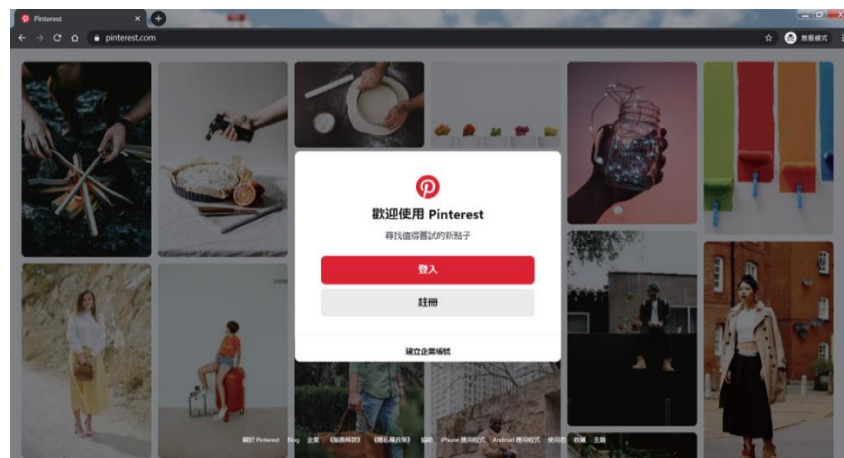 Pinterest
pinterest.com
無痕模式
歡迎使用 Pinterest
尋找值得嘗試的新點子
登入
註冊
建立企業帳號
關於 Pinterest Blog 企業 《服務條款》 《隱私權政策》 協助 iPhone 應用程式 Android 應用程式 使用者 收藏 主題